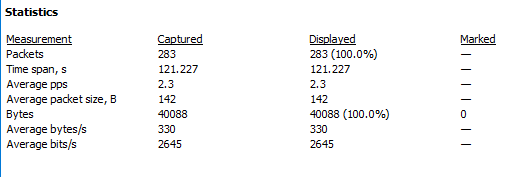 Statistics
Measurement Captured Displayed Marked
Packets 283 283 (100.0%) —
Time span, s 121.227 121.227 —
Average pps 2.3 2.3 —
Average packet size, B 142 142 —
Bytes 40088 40088 (100.0%) 0
Average bytes/s 330 330 —
Average bits/s 2645 2645 —